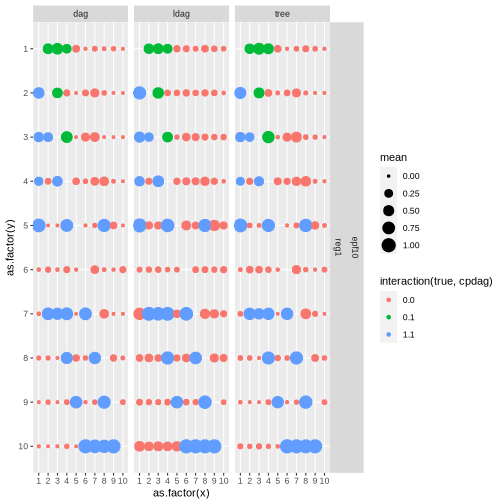 dag ldag tree
1
2
3
4
5
6
7
8
9
10
as.factor(y)
epf10
reg1
1 2 3 4 5 6 7 8 9 10 1 2 3 4 5 6 7 8 9 10 1 2 3 4 5 6 7 8 9 10
as.factor(x)
mean
0.00
0.25
0.50
0.75
1.00
interaction(true, cpdag)
0.0
0.1
1.1